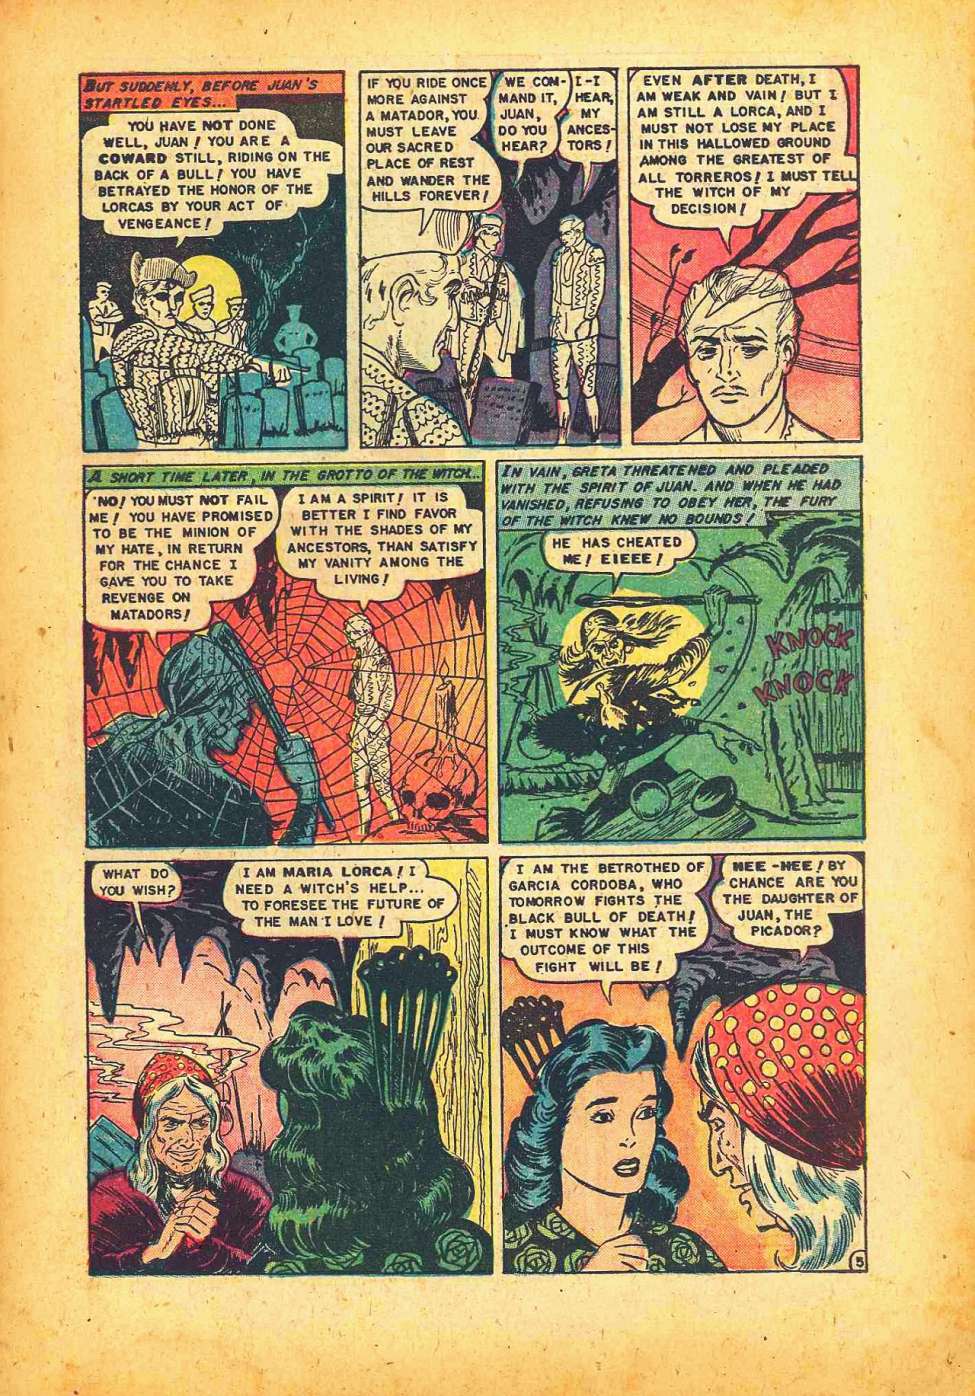 BUT SUDDENLY, BEFORE JUAN'S
STARTLED EYES...
YOU HAVE NOT DONE
WELL, JUAN! YOU ARE A
COWARD STILL, RIDING ON THE
BACK OF A BULL! YOU HAVE
BETRAYED THE HONOR OF THE
LORCAS BY YOUR ACT OF
VENGEANCE!
IF YOU RIDE ONCE
MORE AGAINST
A MATADOR, YOU
MUST LEAVE
OUR SACRED
PLACE OF REST
AND WANDER THE
HILLS FOREVER!
WE COM-
MAND IT,
JUAN,
DO YOU
HEAR?
I-I
HEAR,
MY
ANCES-
TORS!
EVEN AFTER DEATH, I
AM WEAK AND VAIN! BUT I
AM STILL A LORCA, AND I
MUST NOT LOSE MY PLACE
IN THIS HALLOWED GROUND
AMONG THE GREATEST OF
ALL TORREROS! I MUST TELL
THE WITCH OF MY
DECISION!
A SHORT TIME LATER, IN THE GROTTO OF THE WITCH...
'NO! YOU MUST NOT FAIL
ME! YOU HAVE PROMISED
TO BE THE MINION OF
MY HATE, IN RETURN
FOR THE CHANCE I
GAVE YOU TO TAKE
REVENGE ON
MATADORS!
I AM A SPIRIT! IT IS
BETTER I FIND FAVOR
WITH THE SHADES OF MY
ANCESTORS, THAN SATISFY
MY VANITY AMONG THE
LIVING!
IN VAIN, GRETA THREATENED AND PLEADED
WITH THE SPIRIT OF JUAN. AND WHEN HE HAD
VANISHED, REFUSING TO OBEY HER, THE FURY
OF THE WITCH KNEW NO BOUNDS!
HE HAS CHEATED
ME! EIEEE!
KNOCK
KNOCK
WHAT DO
YOU WISH?
I AM MARIA LORCA! I
NEED A WITCH'S HELP...
TO FORESEE THE FUTURE OF
THE MAN I LOVE!
I AM THE BETROTHED OF
GARCIA CORDOBA, WHO
TOMORROW FIGHTS THE
BLACK BULL OF DEATH!
I MUST KNOW WHAT THE
OUTCOME OF THIS
FIGHT WILL BE!
HEE-HEE! BY
CHANCE ARE YOU
THE DAUGHTER OF
JUAN, THE
PICADOR?
5